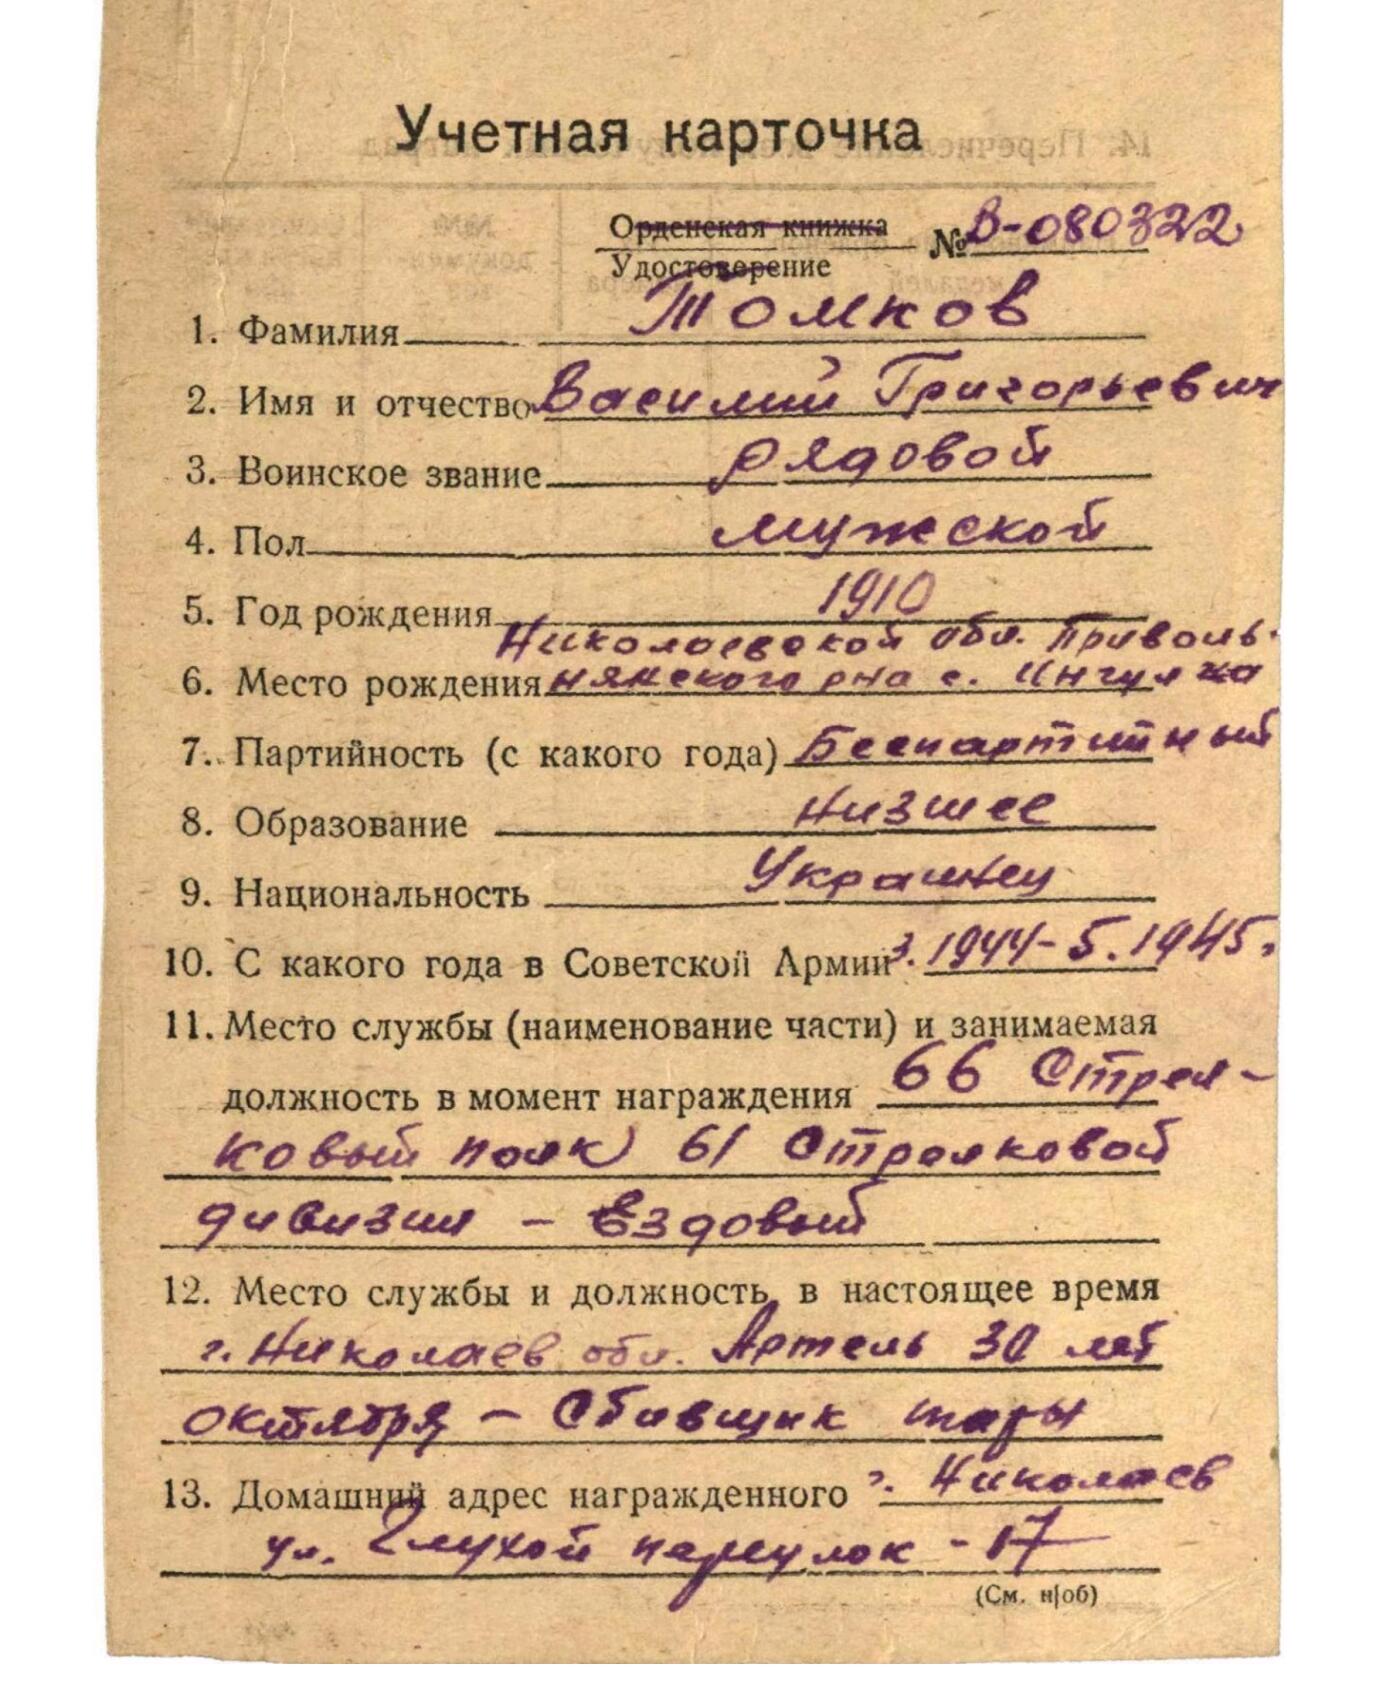 Учетная карточка
Орденская книжка
Удостоверение
№ В-080322
Томков
1. Фамилия
2. Имя и отчество Василий Григорьевич
3. Воинское звание рядовой
4. Пол мужской
5. Год рождения 1910
Николаевской обл. Приволь-
6. Место рождения нянского рна с. Ингулка
7. Партийность (с какого года) Беспартийный
8. Образование низшее
9. Национальность Украинец
10. С какого года в Советской Армии 3. 1944 - 5. 1945.
11. Место службы (наименование части) и занимаемая
должность в момент награждения 66 Стрел-
ковый полк 61 Стрелковой
дивизии - Ездовый
12. Место службы и должность в настоящее время
г. Николаев обл. Артель 30 лет
октября - Сбивщик тары
13. Домашний адрес награжденного г. Николаев
ул. Глухой переулок - 17
(См. н/об)